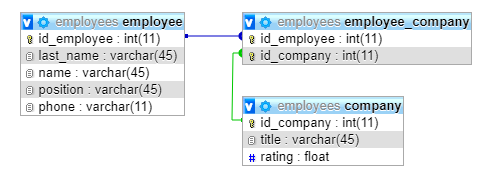 employees employee
id_employee : int(11)
last_name : varchar(45)
name : varchar(45)
position : varchar(45)
phone : varchar(11)
employees employee_company
id_employee : int(11)
id_company : int(11)
employees company
id_company : int(11)
title : varchar(45)
# rating : float